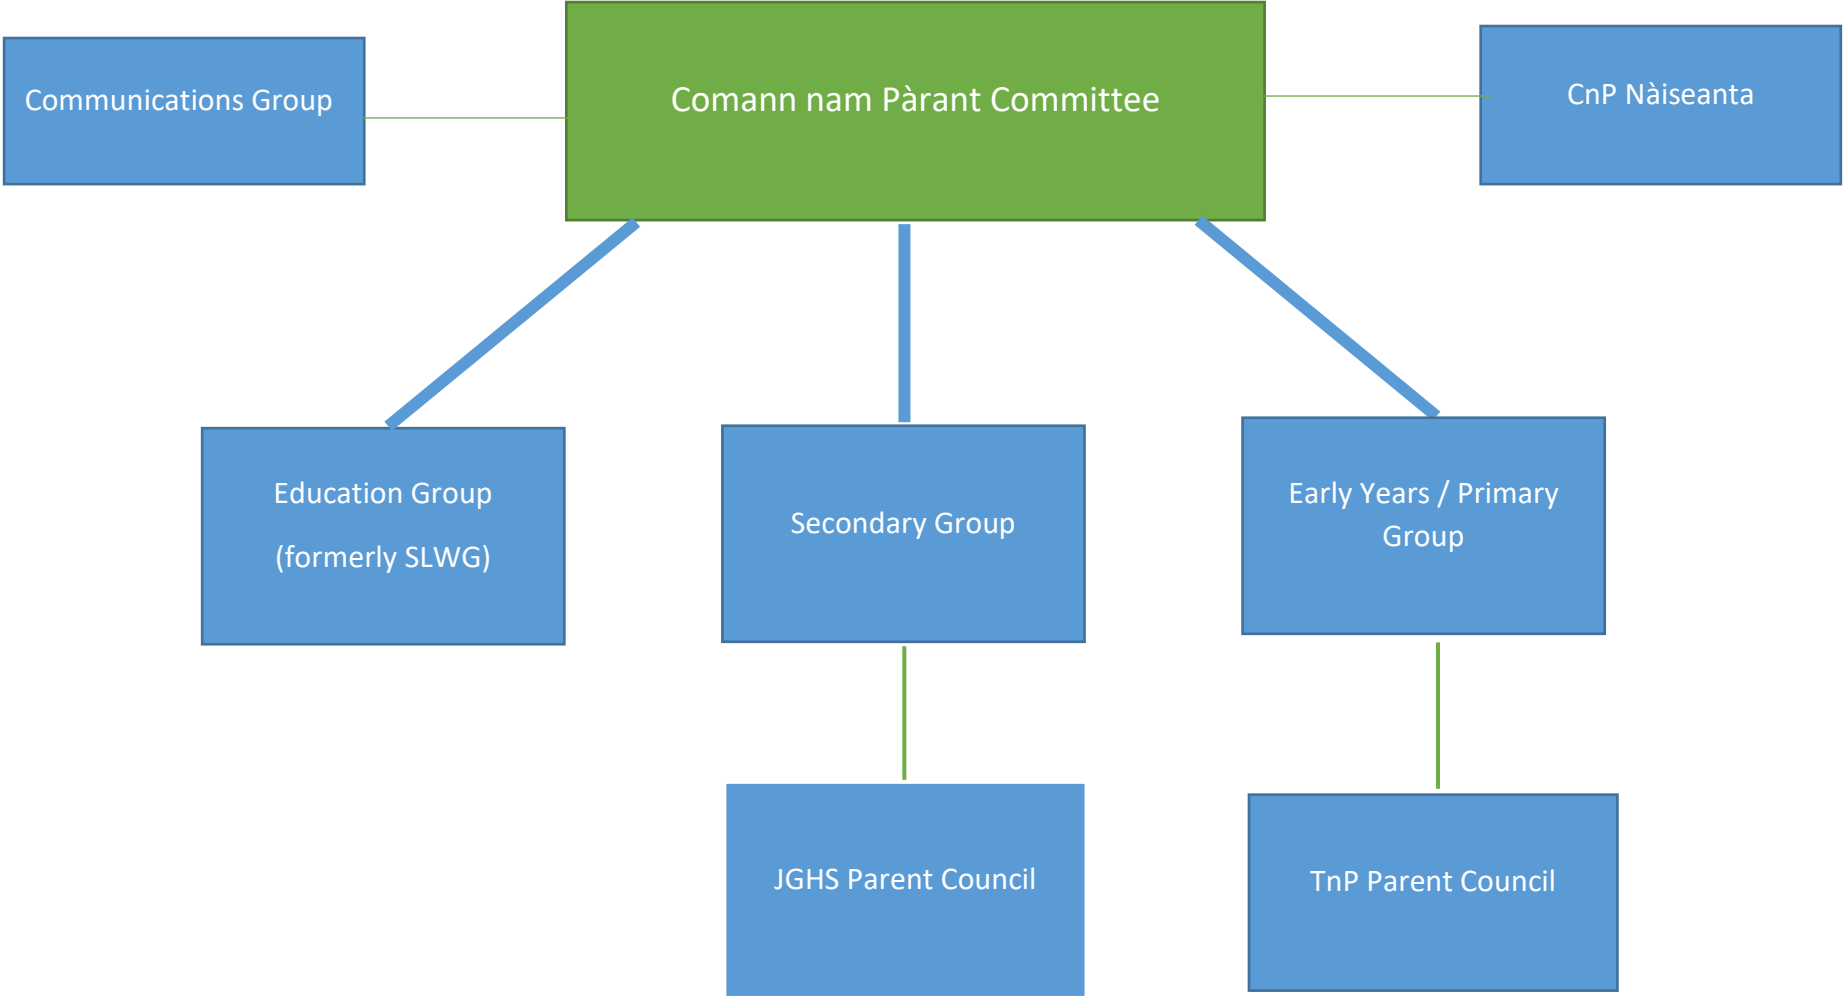 Communications Group
Comann nam Pàrant Committee
CnP Nàiseanta
Education Group
(formerly SLWG)
Secondary Group
Early Years / Primary
Group
JGHS Parent Council
TnP Parent Council